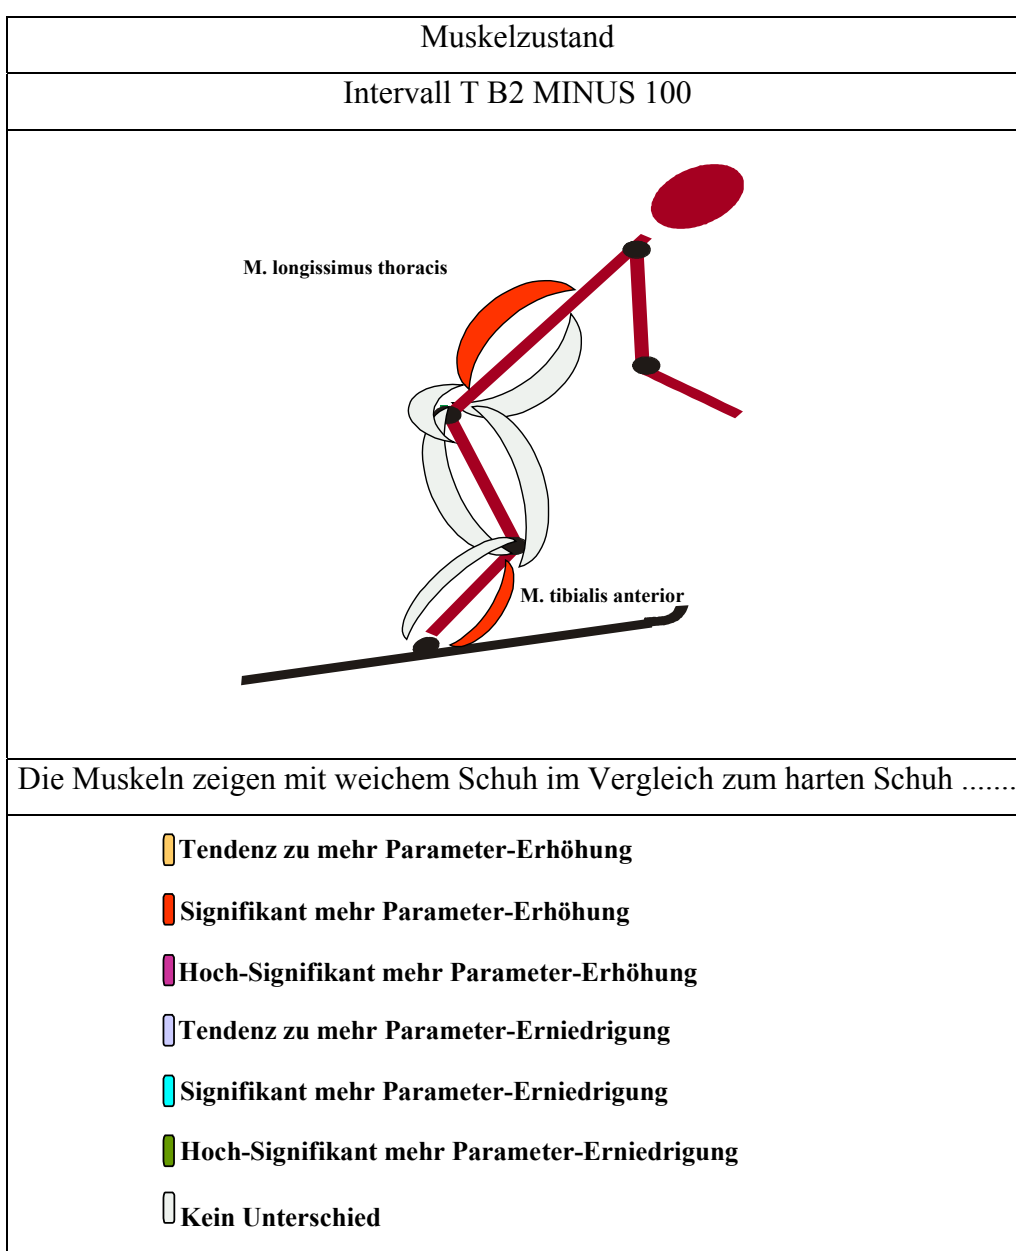 Muskelzustand
Intervall T B2 MINUS 100
M. longissimus thoracis
M. tibialis anterior
Die Muskeln zeigen mit weichem Schuh im Vergleich zum harten Schuh .......
Tendenz zu mehr Parameter-Erhöhung
Signifikant mehr Parameter-Erhöhung
Hoch-Signifikant mehr Parameter-Erhöhung
Tendenz zu mehr Parameter-Erniedrigung
Signifikant mehr Parameter-Erniedrigung
Hoch-Signifikant mehr Parameter-Erniedrigung
Kein Unterschied